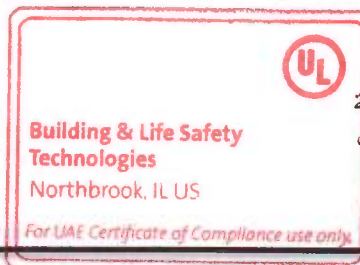 UL
Building & Life Safety
Technologies
Northbrook, IL US
For UAE Certificate of Compliance use only.